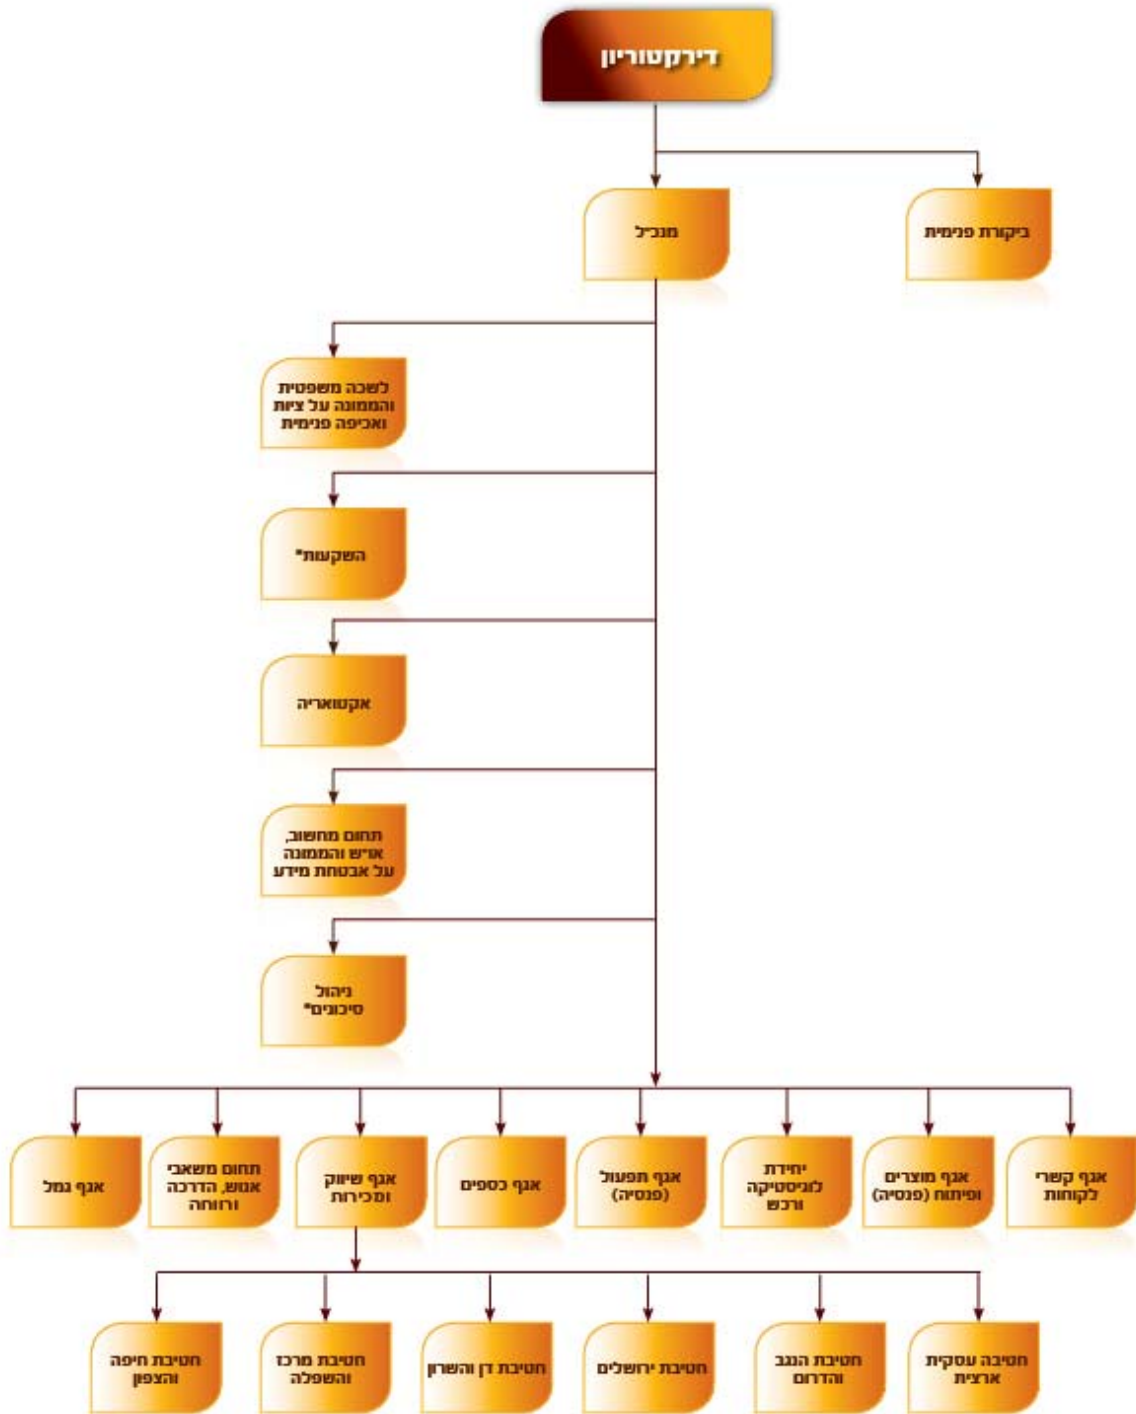 דירקטוריון
ביקורת פנימית
מנכ״ל
לשכה משפטית
והממונה על ציות
ואכיפה פנימית
השקעות*
אקטואריה
תחום מחשוב,
או״ש והממונה
על אבטחת מידע
ניהול
סיכונים*
אגף קשרי
לקוחות
אגף מוצרים
ופיתוח (פנסיה)
יחידת
לוגיסטיקה
ורכש
אגף תפעול
(פנסיה)
אגף כספים
אגף שיווק
ומכירות
תחום משאבי
אנוש, הדרכה
ורווחה
אגף גמל
חטיבה עסקית
ארצית
חטיבת הנגב
והדרום
חטיבת ירושלים
חטיבת דן והשרון
חטיבת מרכז
והשפלה
חטיבת חיפה
והצפון